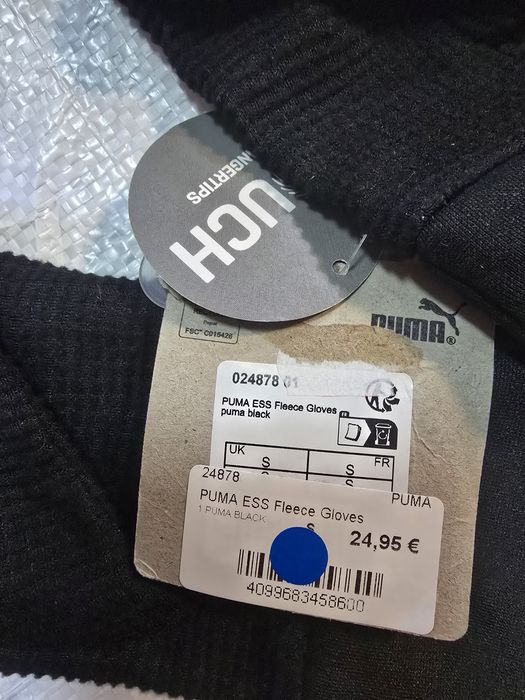 UCH
NGERTIPS
FSC® C015426
PUMA®
024878 01
PUMA ESS Fleece Gloves
puma black
UK FR
S S
24878 PUMA
PUMA ESS Fleece Gloves
1 PUMA BLACK S
24,95 €
4099683458600